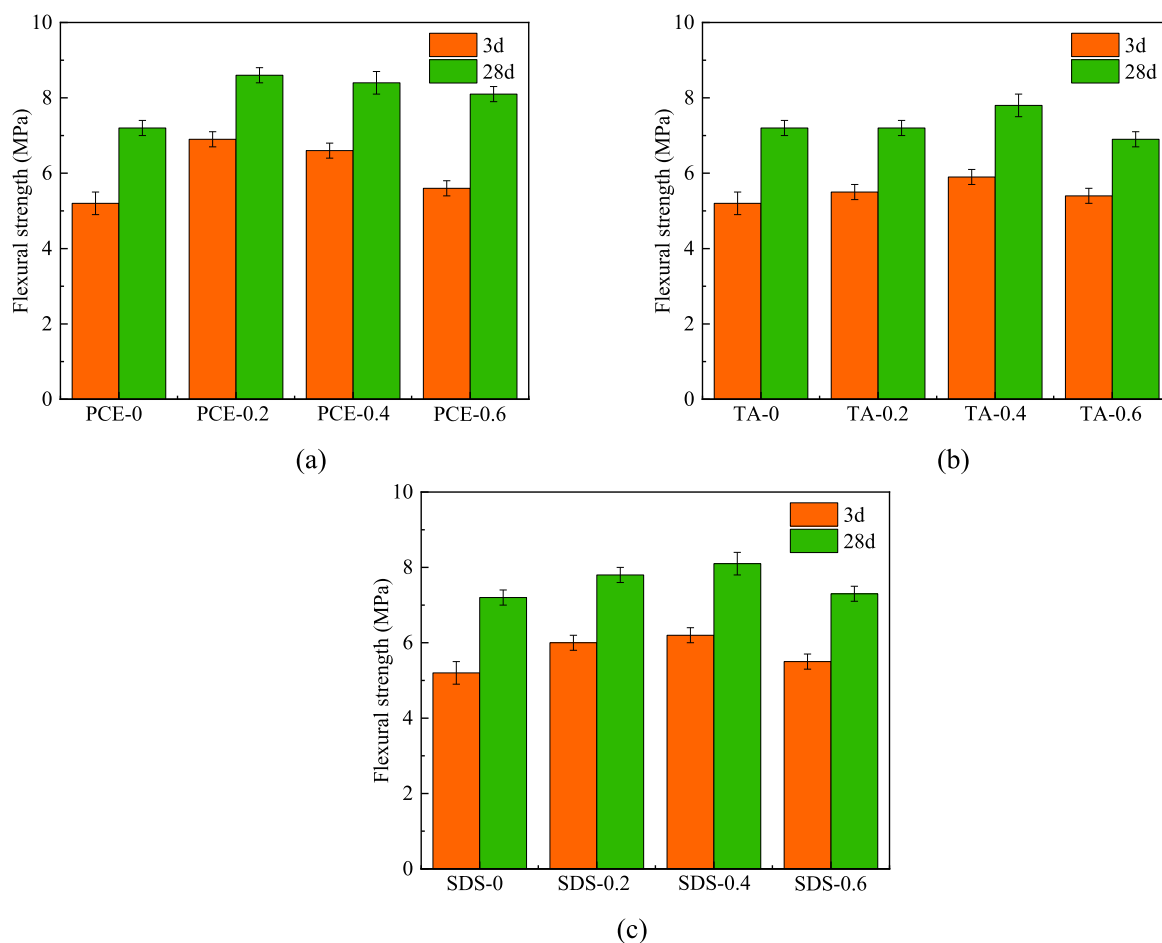 10
8
6
4
2
0
Flexural strength (MPa)
3d
28d
PCE-0 PCE-0.2 PCE-0.4 PCE-0.6
(a)
10
8
6
4
2
0
Flexural strength (MPa)
3d
28d
TA-0 TA-0.2 TA-0.4 TA-0.6
(b)
10
8
6
4
2
0
Flexural strength (MPa)
3d
28d
SDS-0 SDS-0.2 SDS-0.4 SDS-0.6
(c)